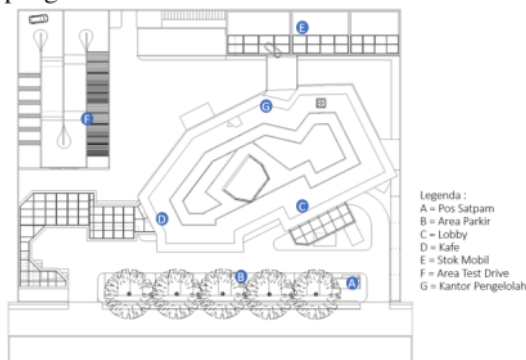 E
G
F
D
C
B
A
Legenda :
A = Pos Satpam
B = Area Parkir
C = Lobby
D = Kafe
E = Stok Mobil
F = Area Test Drive
G = Kantor Pengelolah